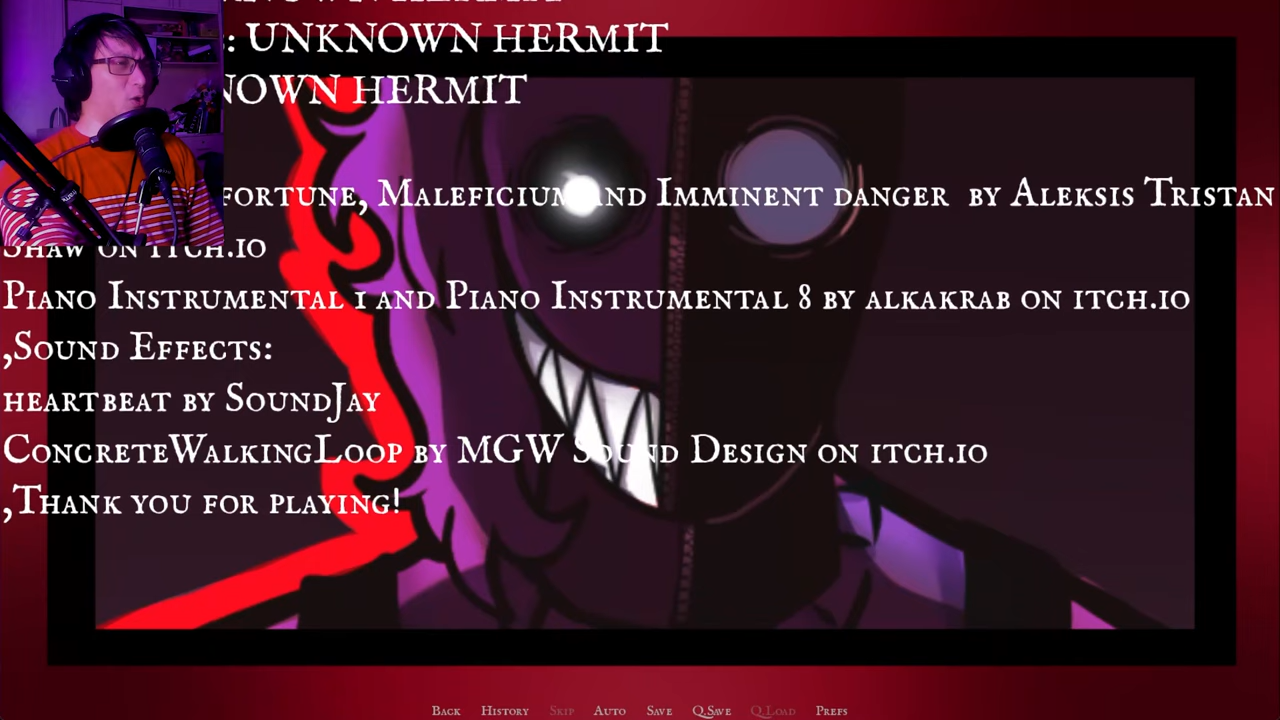 : UNKNOWN HERMIT
NOWN HERMIT
FORTUNE, MALEFICIUM AND IMMINENT DANGER BY ALEKSIS TRISTAN
SHAW ON ITCH.IO
PIANO INSTRUMENTAL 1 AND PIANO INSTRUMENTAL 8 BY ALKAKRAB ON ITCH.IO
,SOUND EFFECTS:
HEARTBEAT BY SOUNDJAY
CONCRETEWALKINGLOOP BY MGW SOUND DESIGN ON ITCH.IO
,THANK YOU FOR PLAYING!
BACK HISTORY SKIP AUTO SAVE Q.SAVE Q.LOAD PREFS